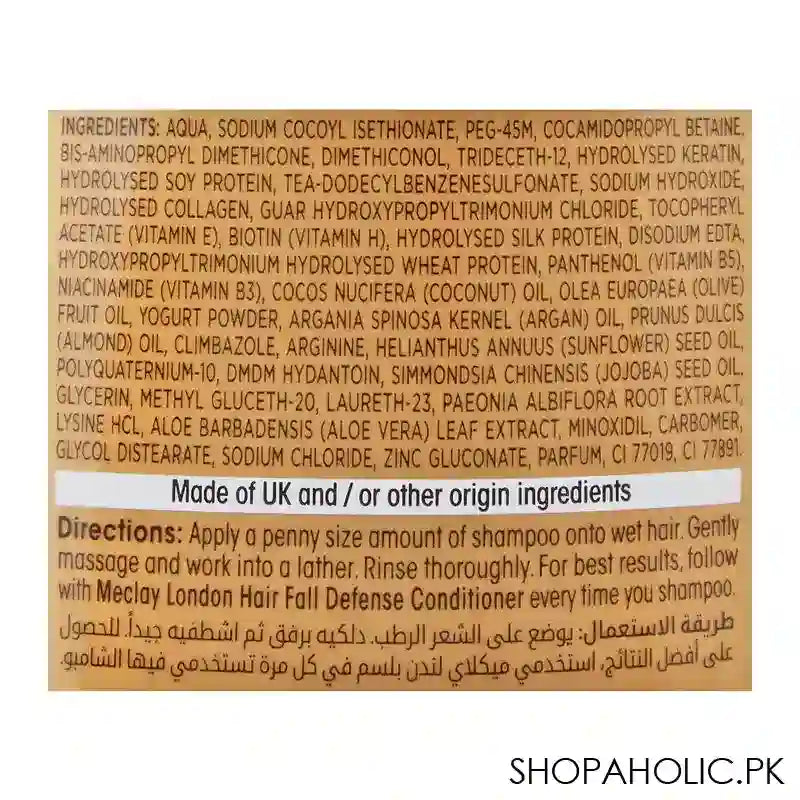 INGREDIENTS: AQUA, SODIUM COCOYL ISETHIONATE, PEG-45M, COCAMIDOPROPYL BETAINE,
BIS-AMINOPROPYL DIMETHICONE, DIMETHICONOL, TRIDECETH-12, HYDROLYSED KERATIN,
HYDROLYSED SOY PROTEIN, TEA-DODECYLBENZENESULFONATE, SODIUM HYDROXIDE,
HYDROLYSED COLLAGEN, GUAR HYDROXYPROPYLTRIMONIUM CHLORIDE, TOCOPHERYL
ACETATE (VITAMIN E), BIOTIN (VITAMIN H), HYDROLYSED SILK PROTEIN, DISODIUM EDTA,
HYDROXYPROPYLTRIMONIUM HYDROLYSED WHEAT PROTEIN, PANTHENOL (VITAMIN B5),
NIACINAMIDE (VITAMIN B3), COCOS NUCIFERA (COCONUT) OIL, OLEA EUROPAEA (OLIVE)
FRUIT OIL, YOGURT POWDER, ARGANIA SPINOSA KERNEL (ARGAN) OIL, PRUNUS DULCIS
(ALMOND) OIL, CLIMBAZOLE, ARGININE, HELIANTHUS ANNUUS (SUNFLOWER) SEED OIL,
POLYQUATERNIUM-10, DMDM HYDANTOIN, SIMMONDSIA CHINENSIS (JOJOBA) SEED OIL,
GLYCERIN, METHYL GLUCETH-20, LAURETH-23, PAEONIA ALBIFLORA ROOT EXTRACT,
LYSINE HCL, ALOE BARBADENSIS (ALOE VERA) LEAF EXTRACT, MINOXIDIL, CARBOMER,
GLYCOL DISTEARATE, SODIUM CHLORIDE, ZINC GLUCONATE, PARFUM, CI 77019, CI 77891.
Made of UK and / or other origin ingredients
Directions: Apply a penny size amount of shampoo onto wet hair. Gently
massage and work into a lather. Rinse thoroughly. For best results, follow
with Meclay London Hair Fall Defense Conditioner every time you shampoo.
طريقة الاستعمال: يوضع على الشعر الرطب. دلكيه برفق ثم اشطفيه جيداً. للحصول
على أفضل النتائج، استخدمي ميكلاي لندن بلسم في كل مرة تستخدمي فيها الشامبو.
SHOPAHOLIC.PK